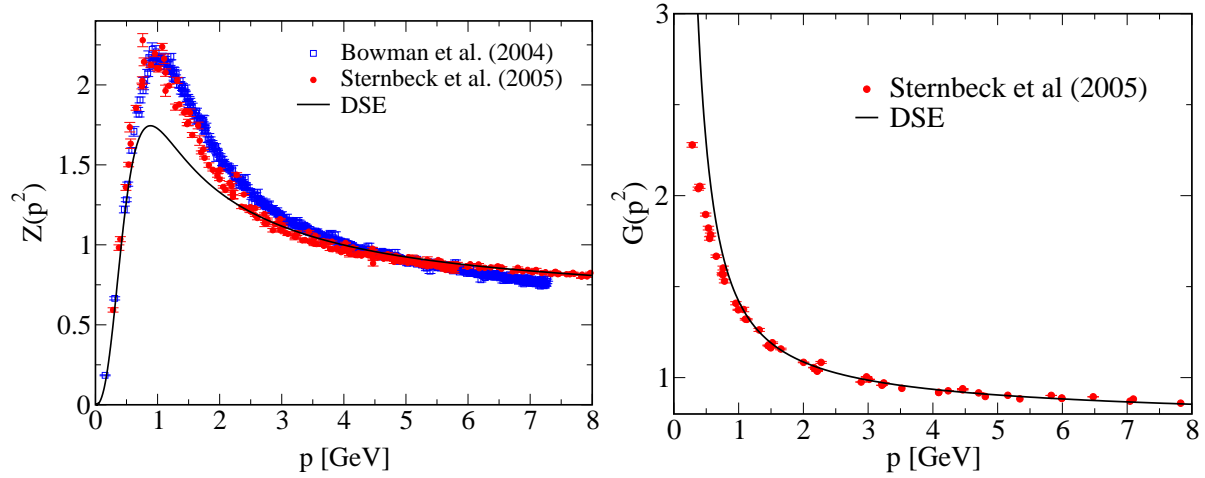 Z(p²)
2
1.5
1
0.5
0
0 1 2 3 4 5 6 7 8
p [GeV]
Bowman et al. (2004)
Sternbeck et al. (2005)
DSE
G(p²)
3
2
1
0 1 2 3 4 5 6 7 8
p [GeV]
Sternbeck et al (2005)
DSE